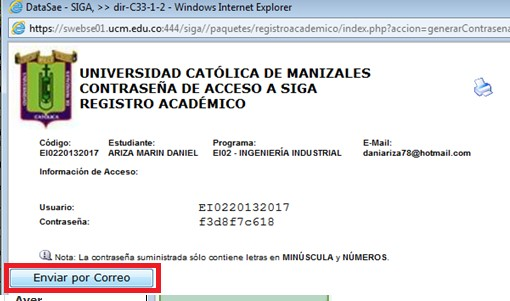 DataSae - SIGA, >> dir-C33-1-2 - Windows Internet Explorer
https://swebse01.ucm.edu.co:444/siga//paquetes/registroacademico/index.php?accion=generarContrasena
UNIVERSIDAD CATÓLICA DE MANIZALES
CONTRASEÑA DE ACCESO A SIGA
REGISTRO ACADÉMICO
Código: Estudiante: Programa: E-Mail:
EI0220132017 ARIZA MARIN DANIEL EI02 - INGENIERÍA INDUSTRIAL daniariza78@hotmail.com
Información de Acceso:
Usuario: EI0220132017
Contraseña: f3d8f7c618
Nota: La contraseña suministrada sólo contiene letras en MINÚSCULA y NÚMEROS.
Enviar por Correo